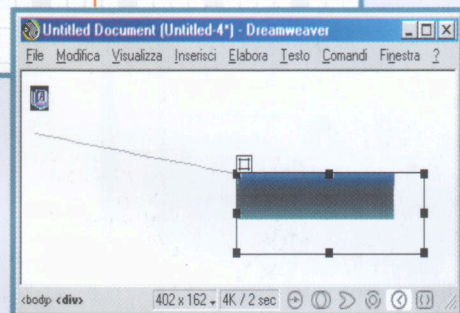 Untitled Document (Untitled-4*) - Dreamweaver
File Modifica Visualizza Inserisci Elabora Testo Comandi Finestra ?
<body> <div> 402 x 162 4K / 2 sec